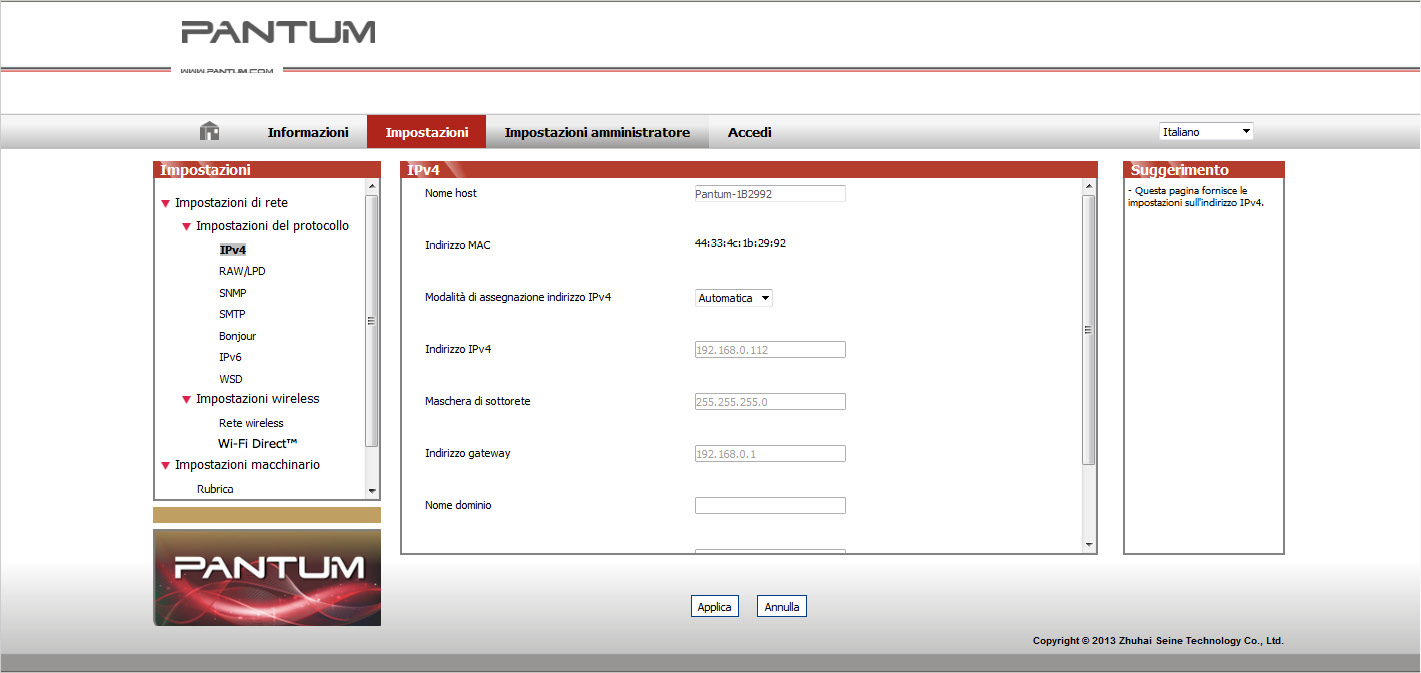 PANTUM
WWW.PANTUM.COM
Informazioni
Impostazioni
Impostazioni amministratore
Accedi
Italiano
Impostazioni
Impostazioni di rete
Impostazioni del protocollo
IPv4
RAW/LPD
SNMP
SMTP
Bonjour
IPv6
WSD
Impostazioni wireless
Rete wireless
Wi-Fi Direct™
Impostazioni macchinario
Rubrica
PANTUM
IPv4
Nome host
Pantum-1B2992
Indirizzo MAC
44:33:4c:1b:29:92
Modalità di assegnazione indirizzo IPv4
Automatica
Indirizzo IPv4
192.168.0.112
Maschera di sottorete
255.255.255.0
Indirizzo gateway
192.168.0.1
Nome dominio
Applica
Annulla
Suggerimento
- Questa pagina fornisce le
impostazioni sull'indirizzo IPv4.
Copyright © 2013 Zhuhai Seine Technology Co., Ltd.